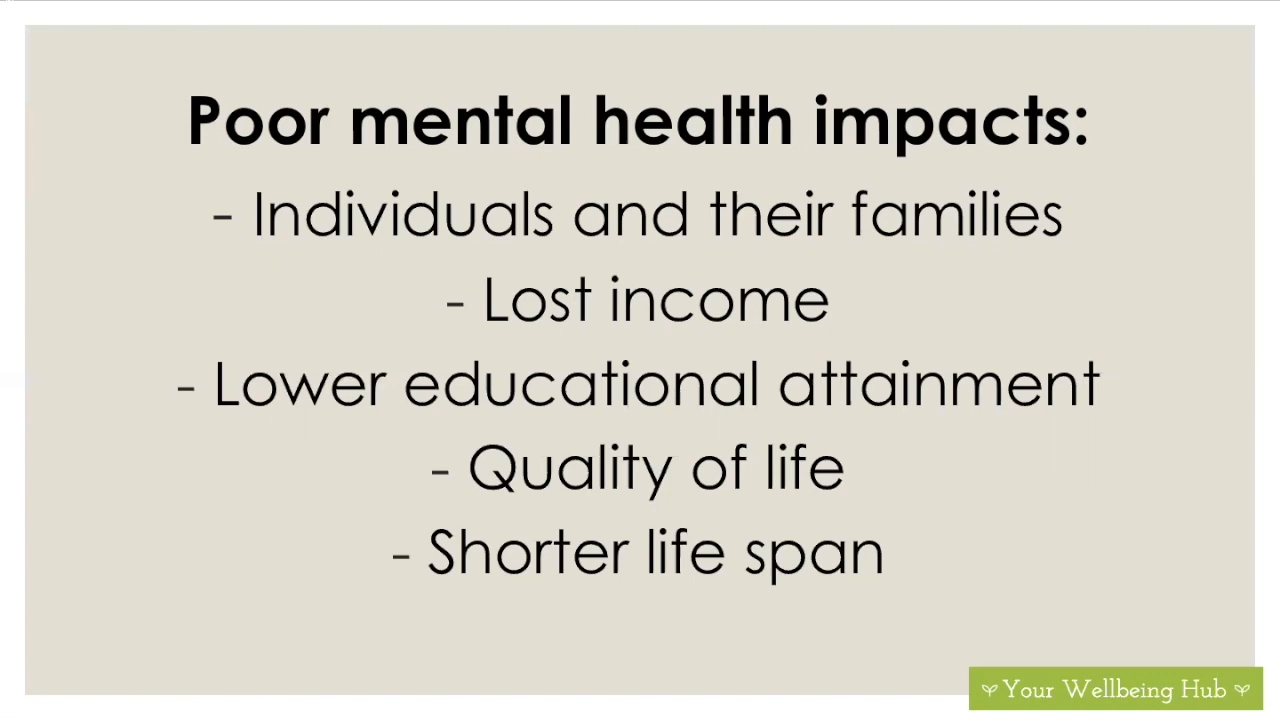 Poor mental health impacts:
- Individuals and their families
- Lost income
- Lower educational attainment
- Quality of life
- Shorter life span
Your Wellbeing Hub